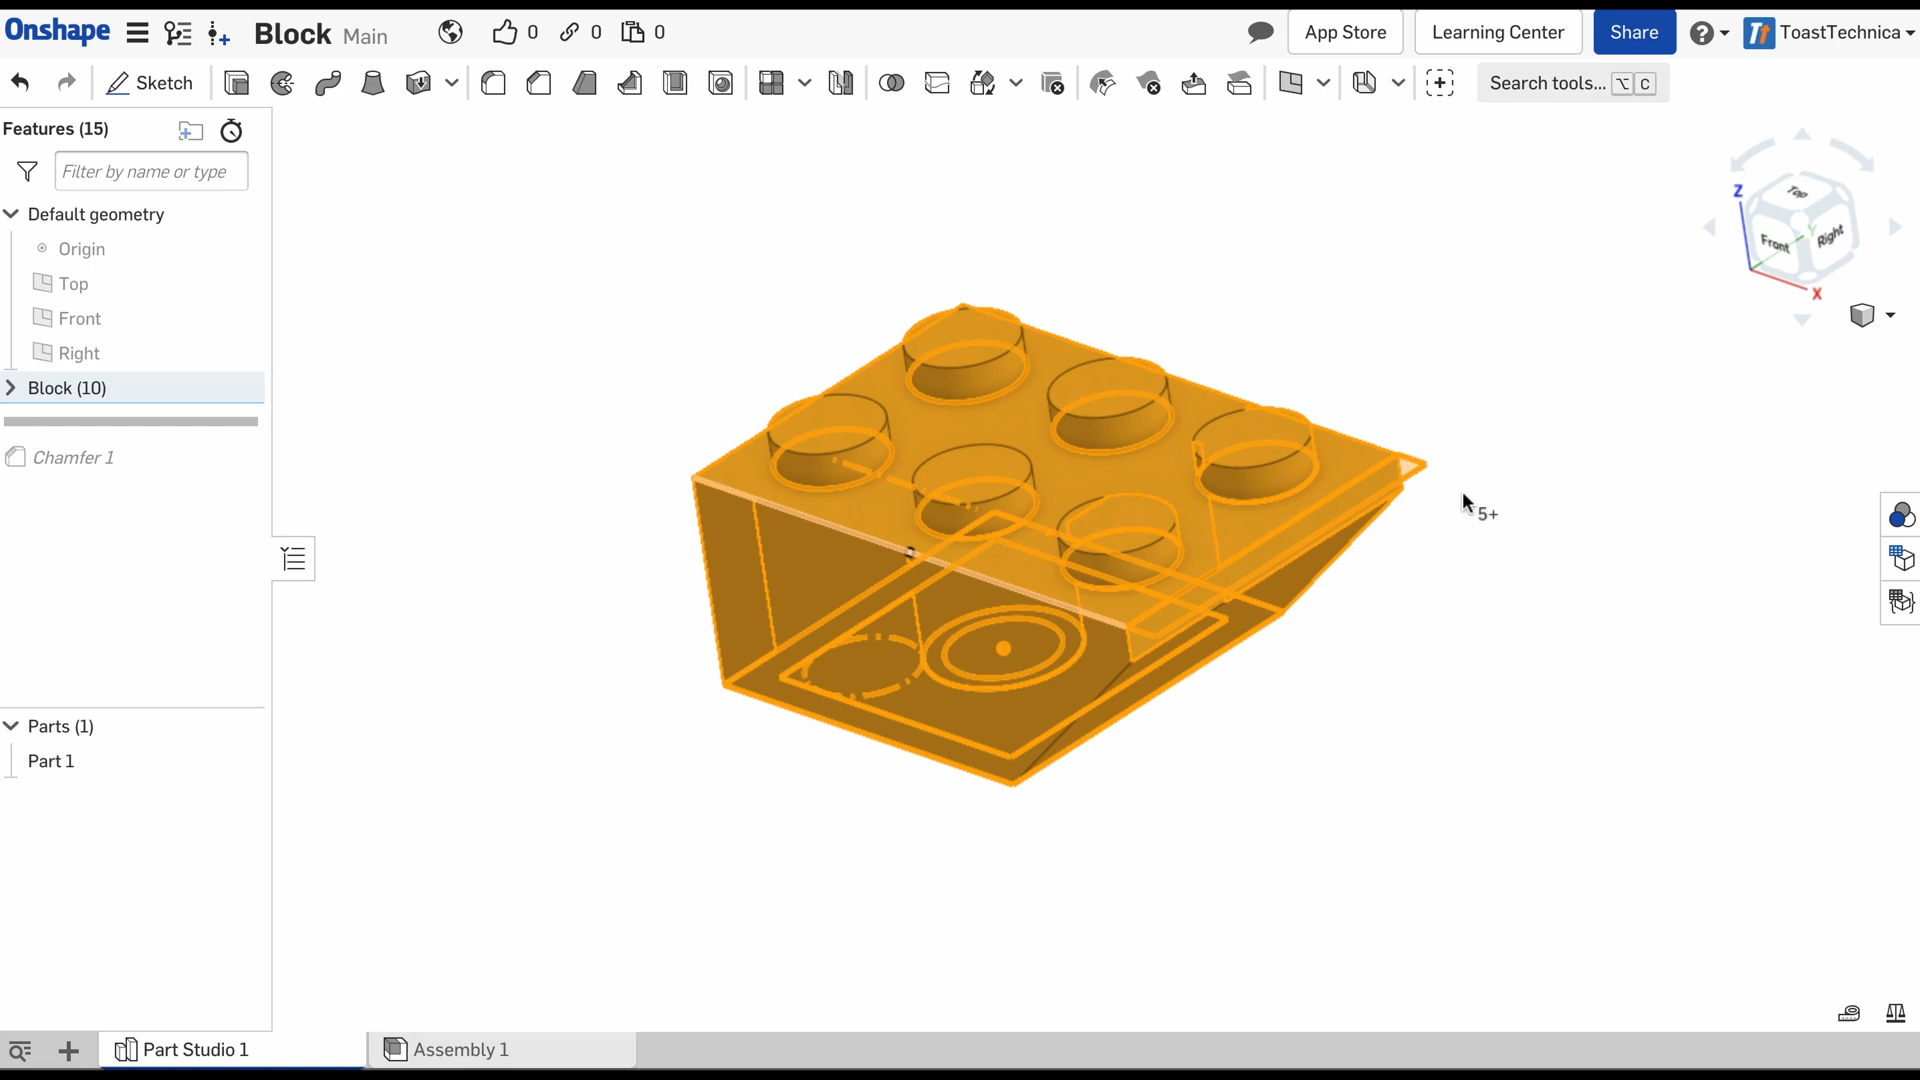 Onshape Block Main 0 0 0 App Store Learning Center Share ToastTechnica
Sketch Search tools... ⌥ C
Features (15)
Filter by name or type
Default geometry
Origin
Top
Front
Right
Block (10)
Chamfer 1
Parts (1)
Part 1
Z
Top
Front
Y
Right
X
5+
Part Studio 1
Assembly 1